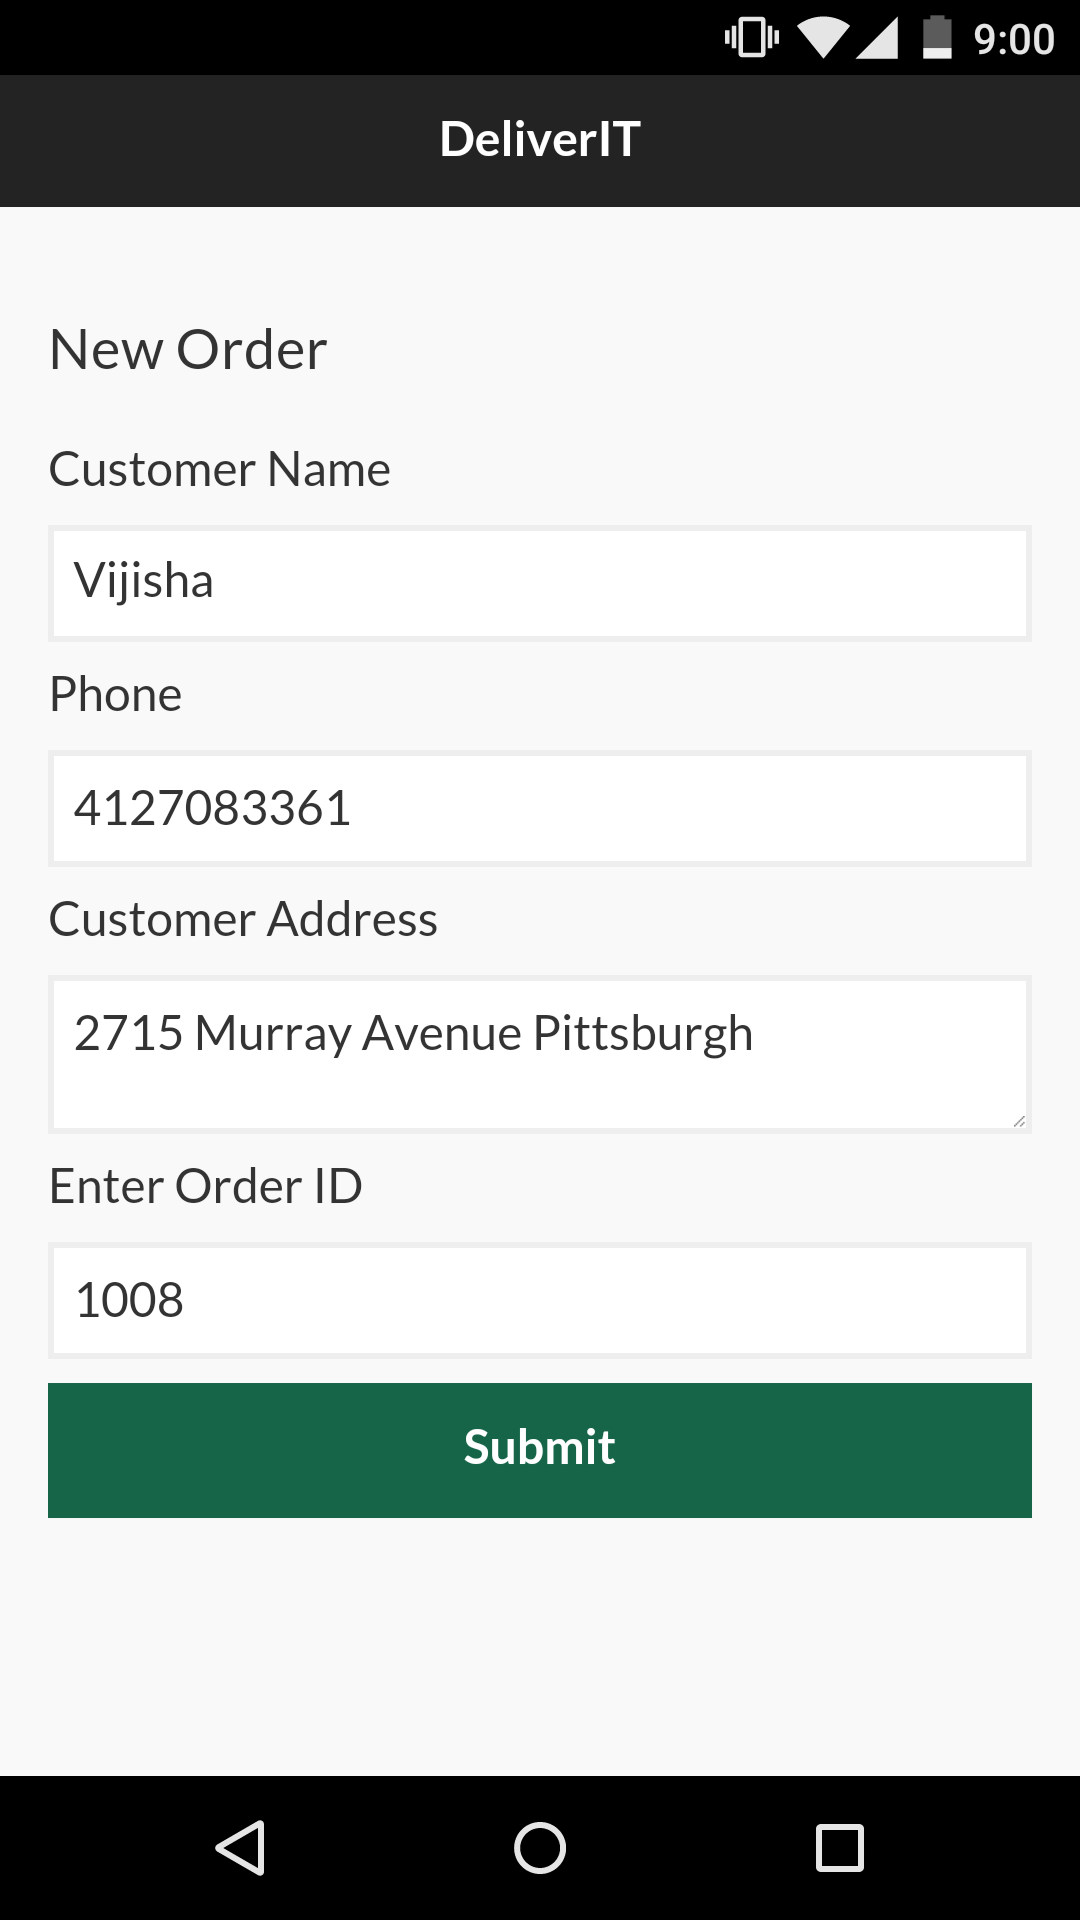 9:00
DeliverIT
New Order
Customer Name
Vijisha
Phone
4127083361
Customer Address
2715 Murray Avenue Pittsburgh
Enter Order ID
1008
Submit